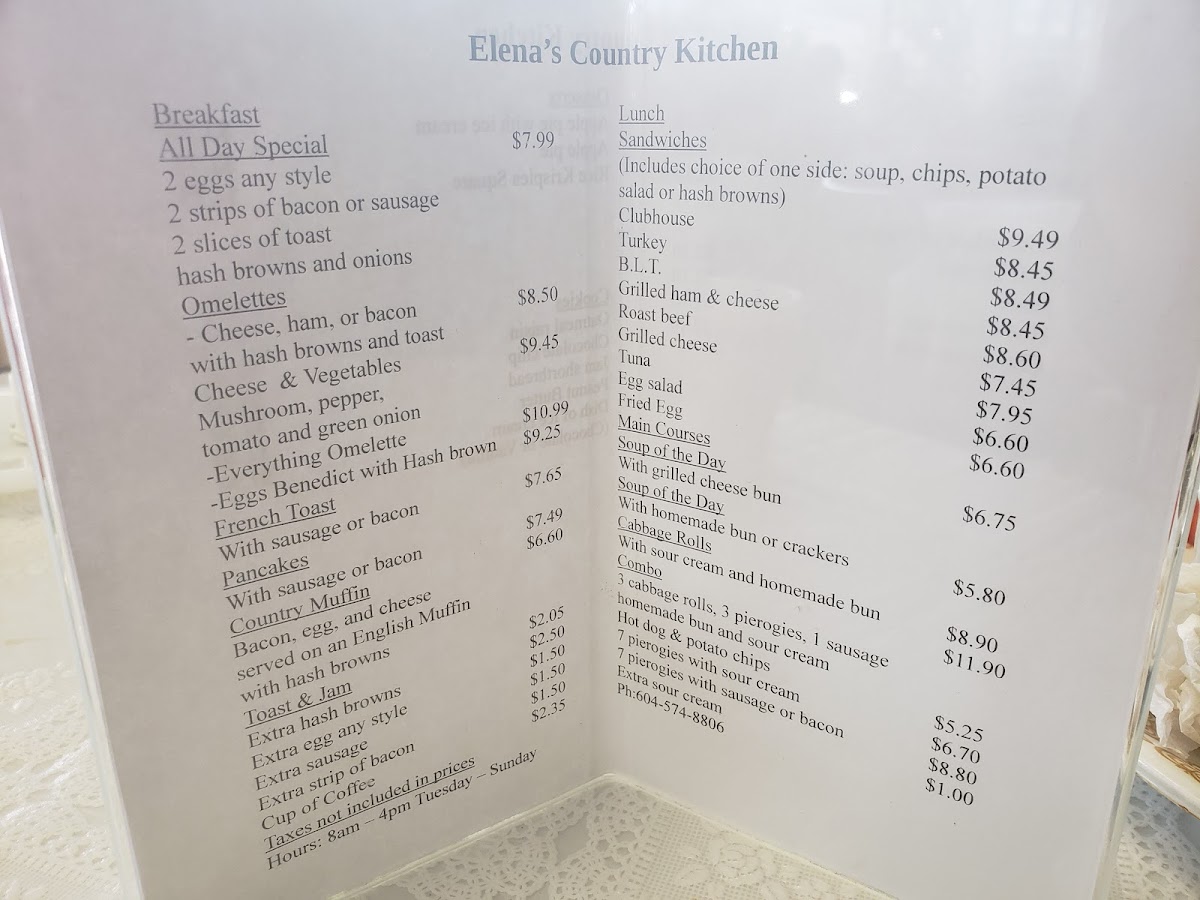 Elena's Country Kitchen
Breakfast
All Day Special $7.99
2 eggs any style
2 strips of bacon or sausage
2 slices of toast
hash browns and onions
Omelettes
- Cheese, ham, or bacon $8.50
with hash browns and toast
Cheese & Vegetables $9.45
Mushroom, pepper,
tomato and green onion
-Everything Omelette $10.99
-Eggs Benedict with Hash brown $9.25
French Toast
With sausage or bacon $7.65
Pancakes
With sausage or bacon $7.49
Country Muffin $6.60
Bacon, egg, and cheese
served on an English Muffin
with hash browns
Toast & Jam $2.05
Extra hash browns $2.50
Extra egg any style $1.50
Extra sausage $1.50
Extra strip of bacon $1.50
Cup of Coffee $2.35
Taxes not included in prices
Hours: 8am – 4pm Tuesday – Sunday
Lunch
Sandwiches
(Includes choice of one side: soup, chips, potato
salad or hash browns)
Clubhouse $9.49
Turkey $8.45
B.L.T. $8.49
Grilled ham & cheese $8.45
Roast beef $8.60
Grilled cheese $7.45
Tuna $7.95
Egg salad $6.60
Fried Egg $6.60
Main Courses
Soup of the Day
With grilled cheese bun $6.75
Soup of the Day
With homemade bun or crackers $5.80
Cabbage Rolls
With sour cream and homemade bun $8.90
Combo $11.90
3 cabbage rolls, 3 pierogies, 1 sausage
homemade bun and sour cream
Hot dog & potato chips $5.25
7 pierogies with sour cream $6.70
7 pierogies with sausage or bacon $8.80
Extra sour cream $1.00
Ph:604-574-8806